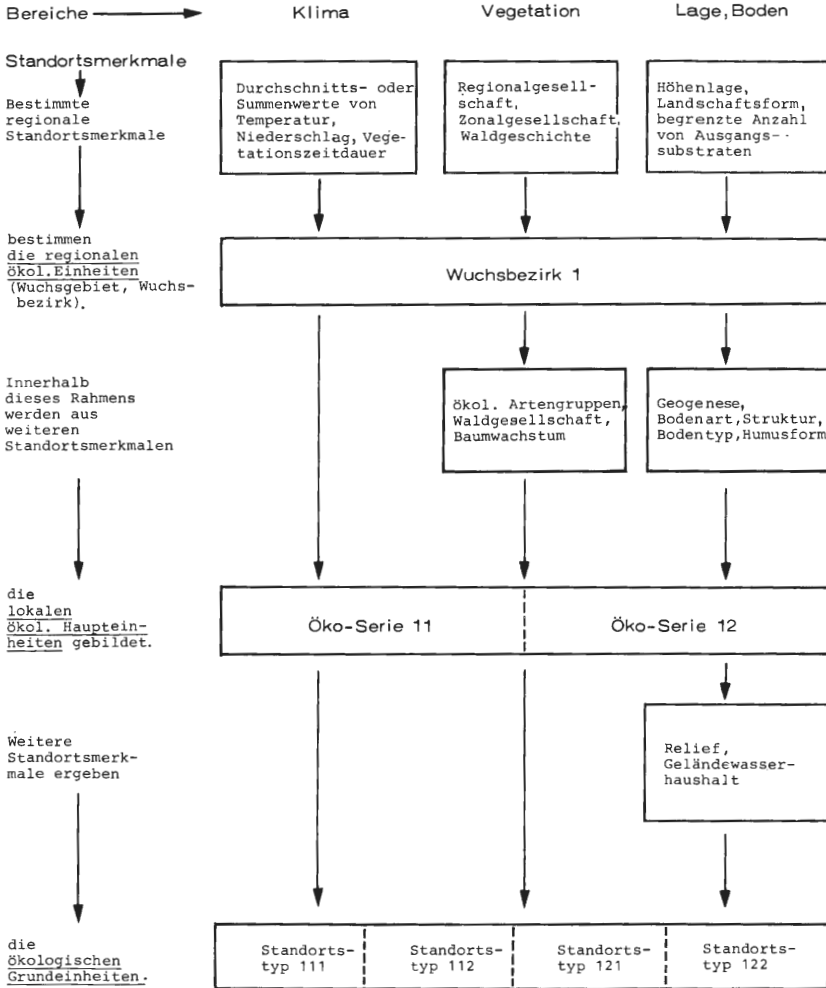 Bereiche
Klima
Vegetation
Lage, Boden
Standortsmerkmale
Bestimmte
regionale
Standortsmerkmale
Durchschnitts- oder
Summenwerte von
Temperatur,
Niederschlag, Vege-
tationszeitdauer
Regionalgesell-
schaft,
Zonalgesellschaft,
Waldgeschichte
Höhenlage,
Landschaftsform,
begrenzte Anzahl
von Ausgangs-
substraten
bestimmen
die regionalen
ökol. Einheiten
(Wuchsgebiet, Wuchs-
bezirk).
Wuchsbezirk 1
Innerhalb
dieses Rahmens
werden aus
weiteren
Standortsmerkmalen
ökol. Artengruppen,
Waldgesellschaft,
Baumwachstum
Geogenese,
Bodenart, Struktur,
Bodentyp, Humusform
die
lokalen
ökol. Hauptein-
heiten gebildet.
Öko-Serie 11
Öko-Serie 12
Weitere
Standortsmerk-
male ergeben
Relief,
Geländewasser-
haushalt
die
ökologischen
Grundeinheiten.
Standorts-
typ 111
Standorts-
typ 112
Standorts-
typ 121
Standorts-
typ 122